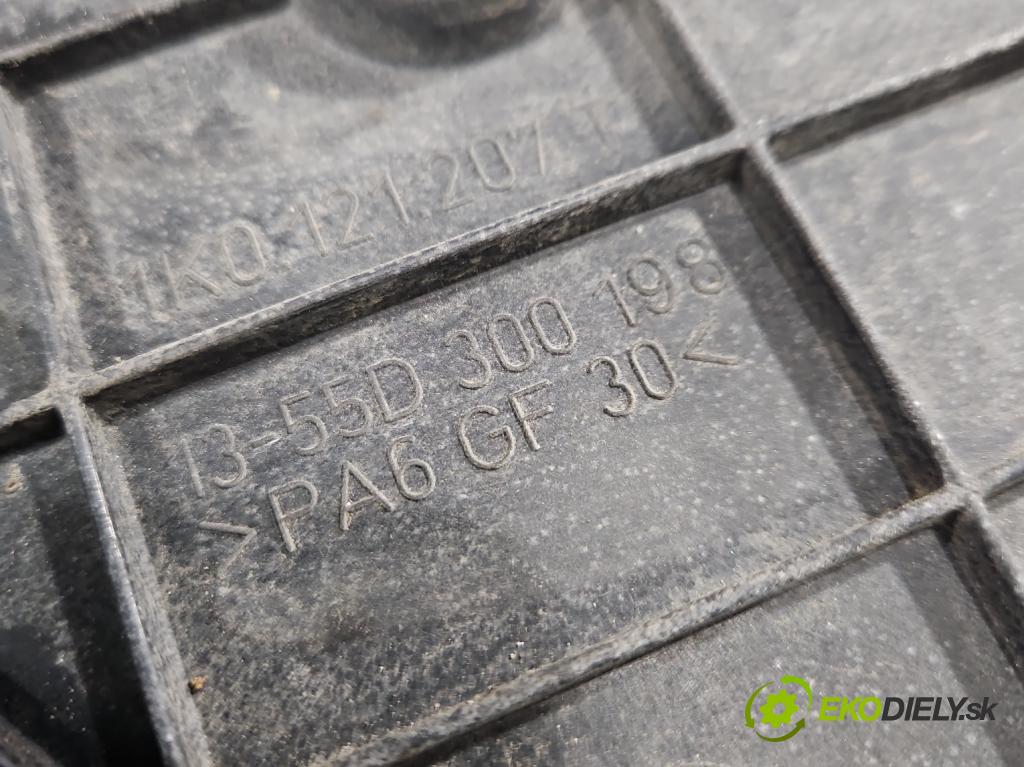 1K0.121.207 T
13-55D 300 198
>PA6 GF 30<
EKODIELY.sk